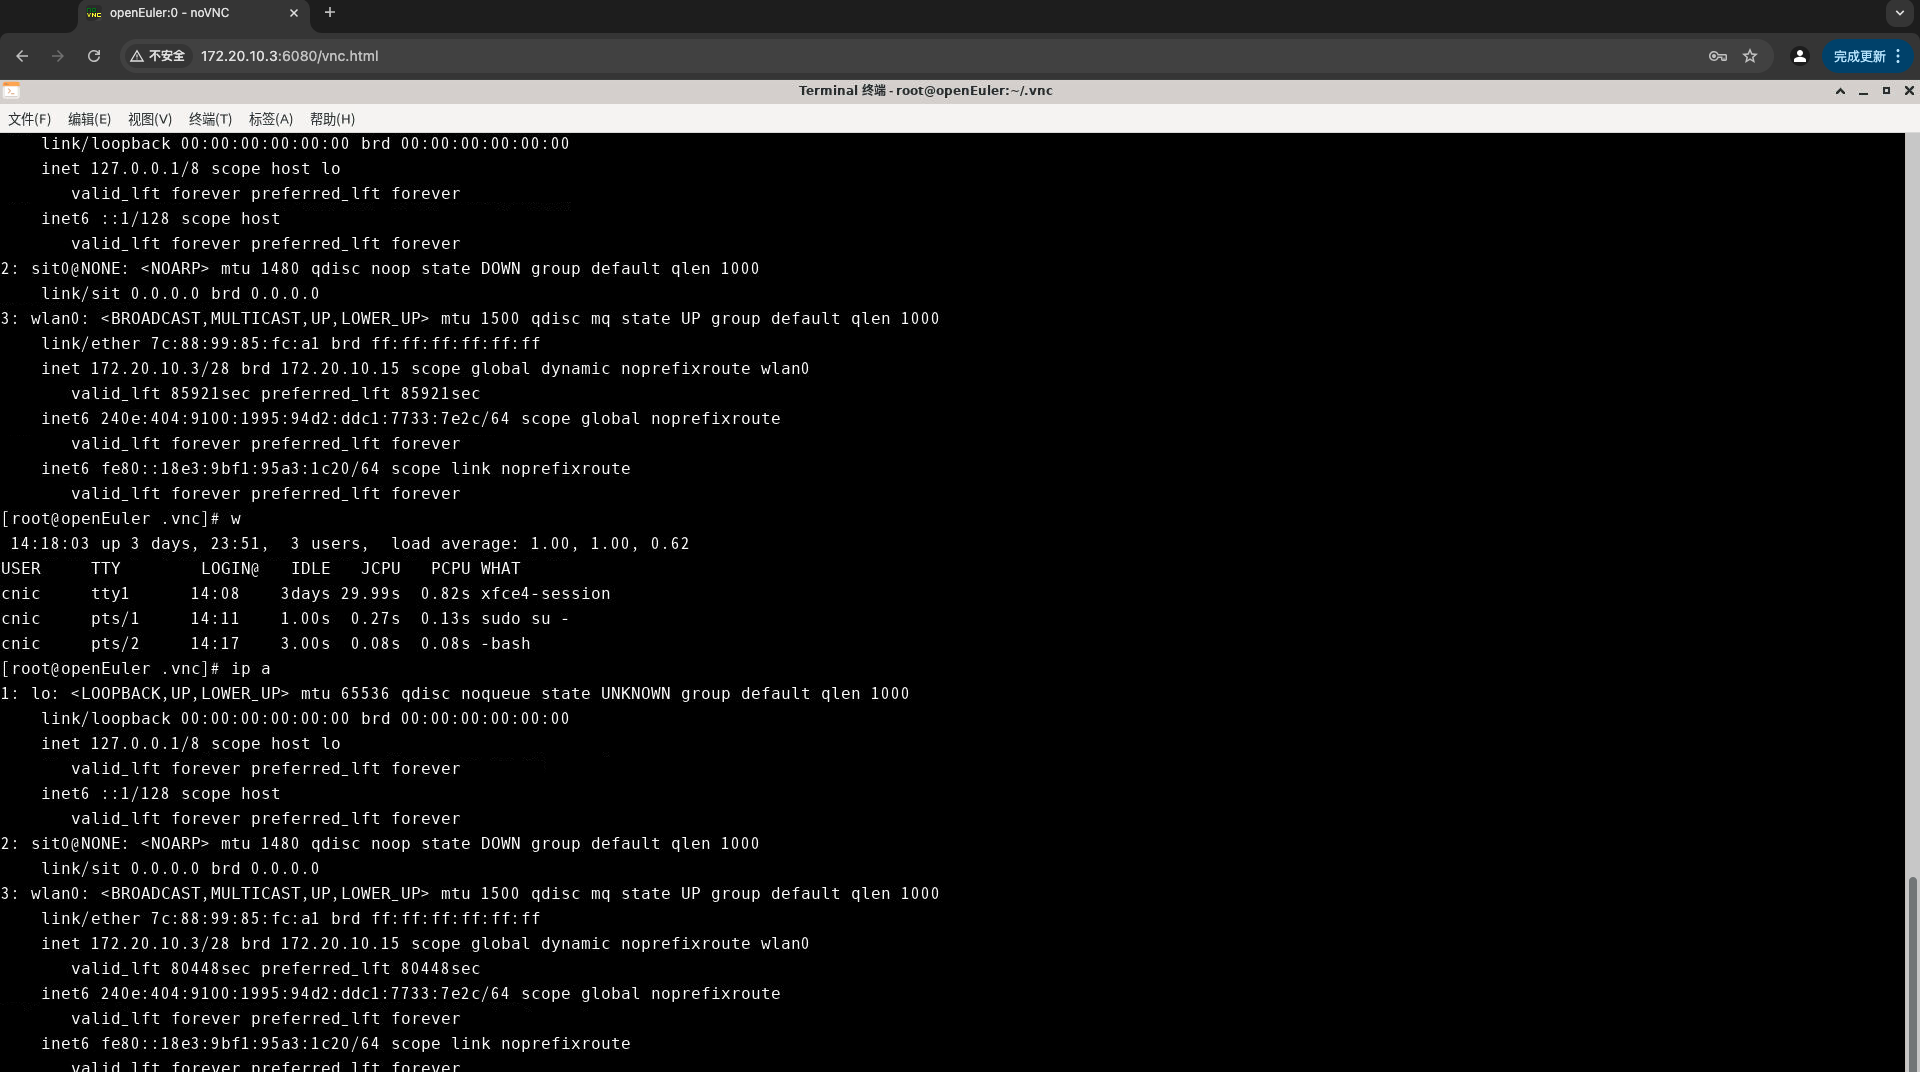 openEuler:0 - noVNC
不安全 172.20.10.3:6080/vnc.html 完成更新
Terminal 终端 - root@openEuler:~/.vnc
文件(F) 编辑(E) 视图(V) 终端(T) 标签(A) 帮助(H)
link/loopback 00:00:00:00:00:00 brd 00:00:00:00:00:00
inet 127.0.0.1/8 scope host lo
valid_lft forever preferred_lft forever
inet6 ::1/128 scope host
valid_lft forever preferred_lft forever
2: sit0@NONE: <NOARP> mtu 1480 qdisc noop state DOWN group default qlen 1000
link/sit 0.0.0.0 brd 0.0.0.0
3: wlan0: <BROADCAST,MULTICAST,UP,LOWER_UP> mtu 1500 qdisc mq state UP group default qlen 1000
link/ether 7c:88:99:85:fc:a1 brd ff:ff:ff:ff:ff:ff
inet 172.20.10.3/28 brd 172.20.10.15 scope global dynamic noprefixroute wlan0
valid_lft 85921sec preferred_lft 85921sec
inet6 240e:404:9100:1995:94d2:ddc1:7733:7e2c/64 scope global noprefixroute
valid_lft forever preferred_lft forever
inet6 fe80::18e3:9bf1:95a3:1c20/64 scope link noprefixroute
valid_lft forever preferred_lft forever
[root@openEuler .vnc]# w
14:18:03 up 3 days, 23:51,  3 users,  load average: 1.00, 1.00, 0.62
USER     TTY        LOGIN@   IDLE   JCPU   PCPU WHAT
cnic     tty1      14:08    3days 29.99s  0.82s xfce4-session
cnic     pts/1     14:11    1.00s  0.27s  0.13s sudo su -
cnic     pts/2     14:17    3.00s  0.08s  0.08s -bash
[root@openEuler .vnc]# ip a
1: lo: <LOOPBACK,UP,LOWER_UP> mtu 65536 qdisc noqueue state UNKNOWN group default qlen 1000
link/loopback 00:00:00:00:00:00 brd 00:00:00:00:00:00
inet 127.0.0.1/8 scope host lo
valid_lft forever preferred_lft forever
inet6 ::1/128 scope host
valid_lft forever preferred_lft forever
2: sit0@NONE: <NOARP> mtu 1480 qdisc noop state DOWN group default qlen 1000
link/sit 0.0.0.0 brd 0.0.0.0
3: wlan0: <BROADCAST,MULTICAST,UP,LOWER_UP> mtu 1500 qdisc mq state UP group default qlen 1000
link/ether 7c:88:99:85:fc:a1 brd ff:ff:ff:ff:ff:ff
inet 172.20.10.3/28 brd 172.20.10.15 scope global dynamic noprefixroute wlan0
valid_lft 80448sec preferred_lft 80448sec
inet6 240e:404:9100:1995:94d2:ddc1:7733:7e2c/64 scope global noprefixroute
valid_lft forever preferred_lft forever
inet6 fe80::18e3:9bf1:95a3:1c20/64 scope link noprefixroute
valid_lft forever preferred_lft forever